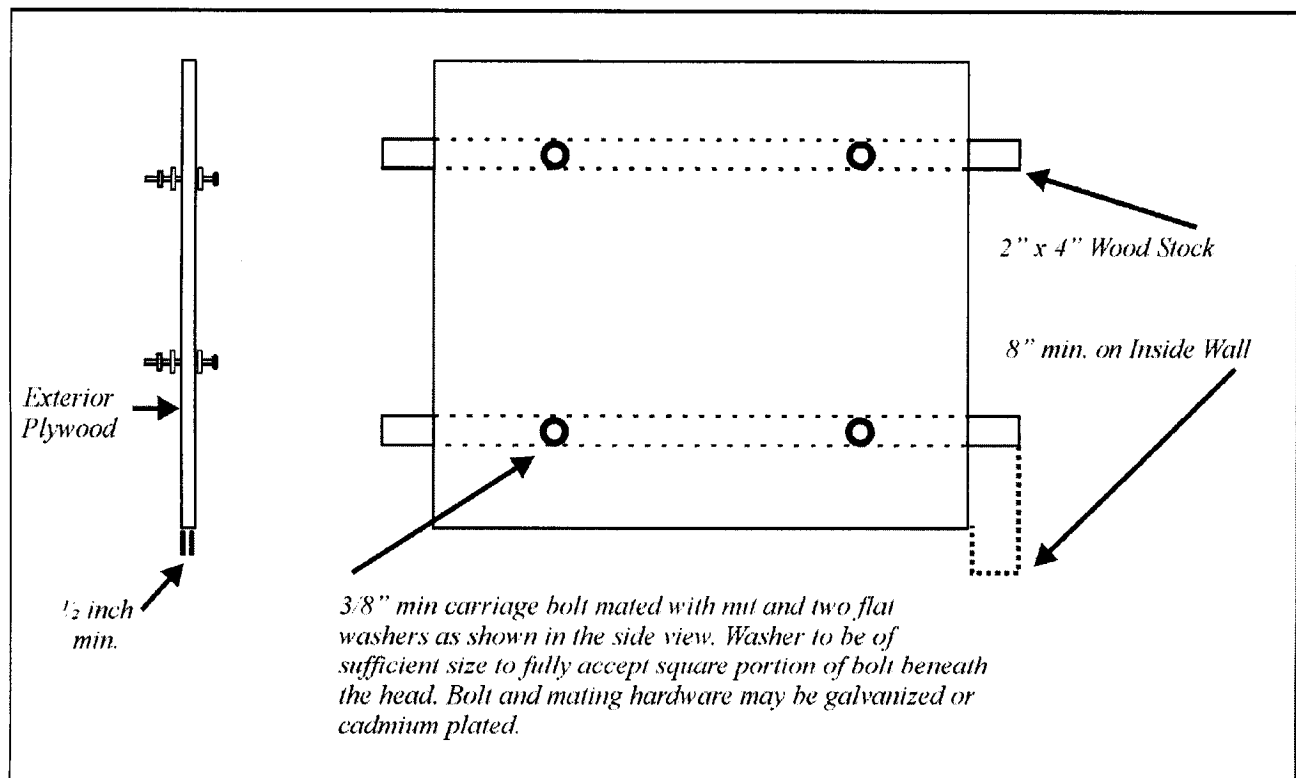 2” x 4” Wood Stock
8” min. on Inside Wall
Exterior
Plywood
½ inch
min.
3/8” min carriage bolt mated with nut and two flat
washers as shown in the side view. Washer to be of
sufficient size to fully accept square portion of bolt beneath
the head. Bolt and mating hardware may be galvanized or
cadmium plated.